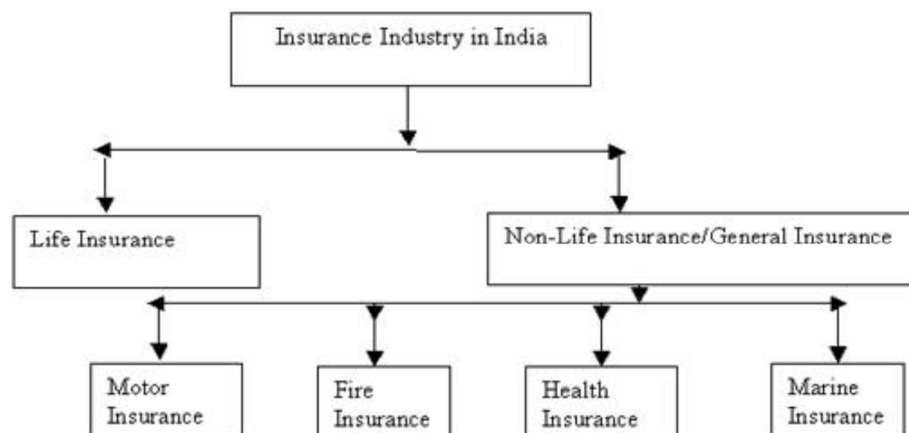 Insurance Industry in India
Life Insurance
Non-Life Insurance/General Insurance
Motor
Insurance
Fire
Insurance
Health
Insurance
Marine
Insurance